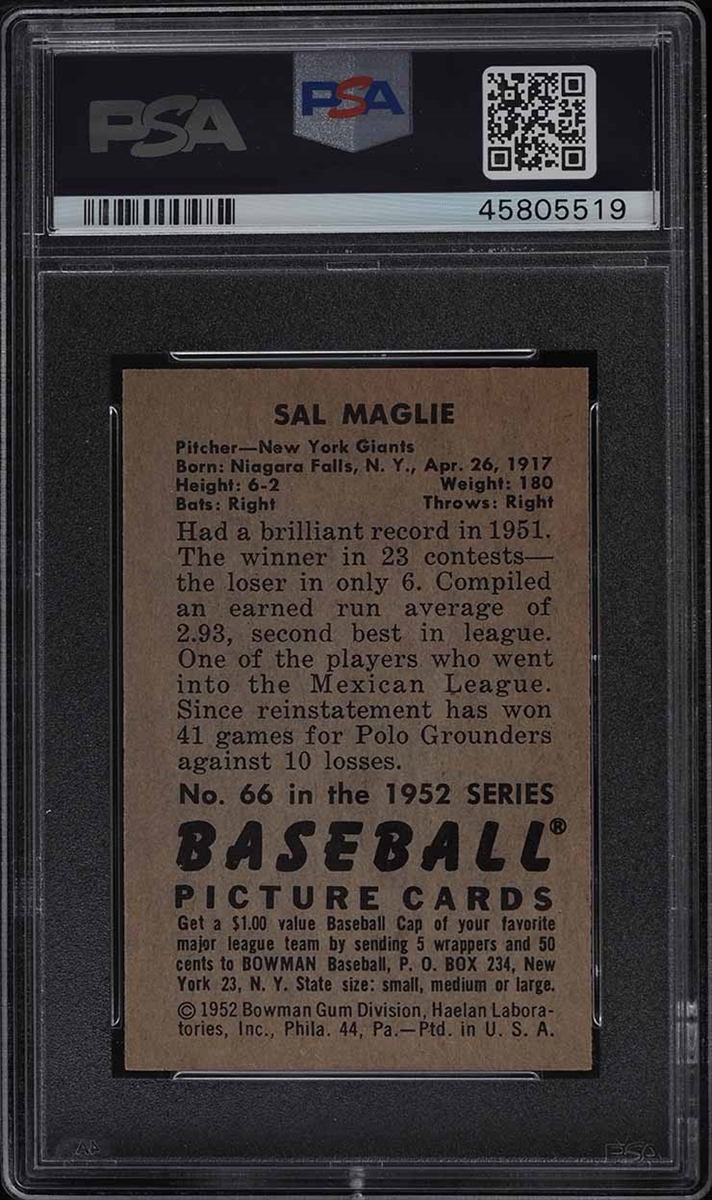 PSA
PSA
45805519
SAL MAGLIE
Pitcher—New York Giants
Born: Niagara Falls, N. Y., Apr. 26, 1917
Height: 6-2 Weight: 180
Bats: Right Throws: Right
Had a brilliant record in 1951.
The winner in 23 contests—
the loser in only 6. Compiled
an earned run average of
2.93, second best in league.
One of the players who went
into the Mexican League.
Since reinstatement has won
41 games for Polo Grounders
against 10 losses.
No. 66 in the 1952 SERIES
BASEBALL®
PICTURE CARDS
Get a $1.00 value Baseball Cap of your favorite
major league team by sending 5 wrappers and 50
cents to BOWMAN Baseball, P. O. BOX 234, New
York 23, N. Y. State size: small, medium or large.
© 1952 Bowman Gum Division, Haelan Labora-
tories, Inc., Phila. 44, Pa.—Ptd. in U. S. A.
PSA